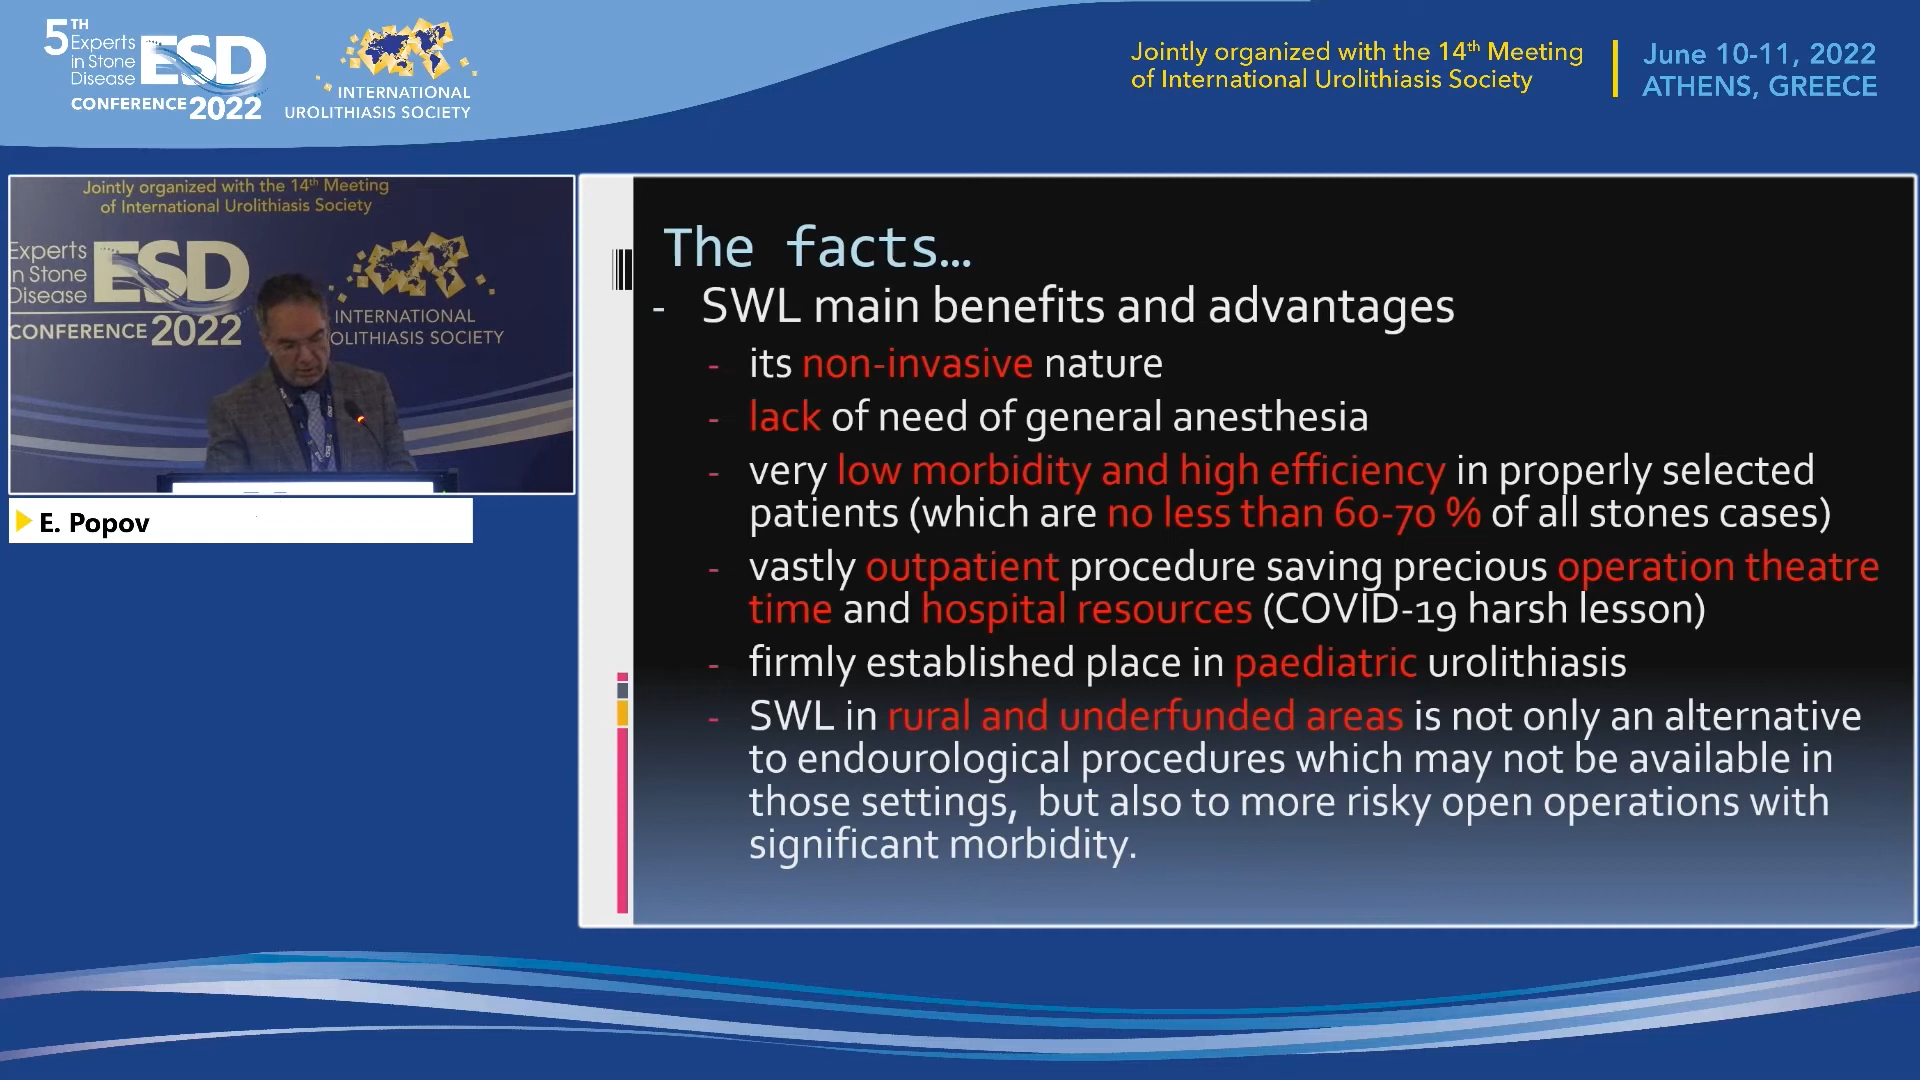 5TH
Experts
in Stone
Disease
ESD
CONFERENCE 2022
INTERNATIONAL
UROLITHIASIS SOCIETY
Jointly organized with the 14th Meeting
of International Urolithiasis Society
June 10-11, 2022
ATHENS, GREECE
Jointly organized with the 14th Meeting
of International Urolithiasis Society
Experts
in Stone
Disease
ESD
CONFERENCE 2022
INTERNATIONAL
OLITHIASIS SOCIETY
E. Popov
The facts…
- SWL main benefits and advantages
- its non-invasive nature
- lack of need of general anesthesia
- very low morbidity and high efficiency in properly selected
patients (which are no less than 60-70 % of all stones cases)
- vastly outpatient procedure saving precious operation theatre
time and hospital resources (COVID-19 harsh lesson)
- firmly established place in paediatric urolithiasis
- SWL in rural and underfunded areas is not only an alternative
to endourological procedures which may not be available in
those settings, but also to more risky open operations with
significant morbidity.